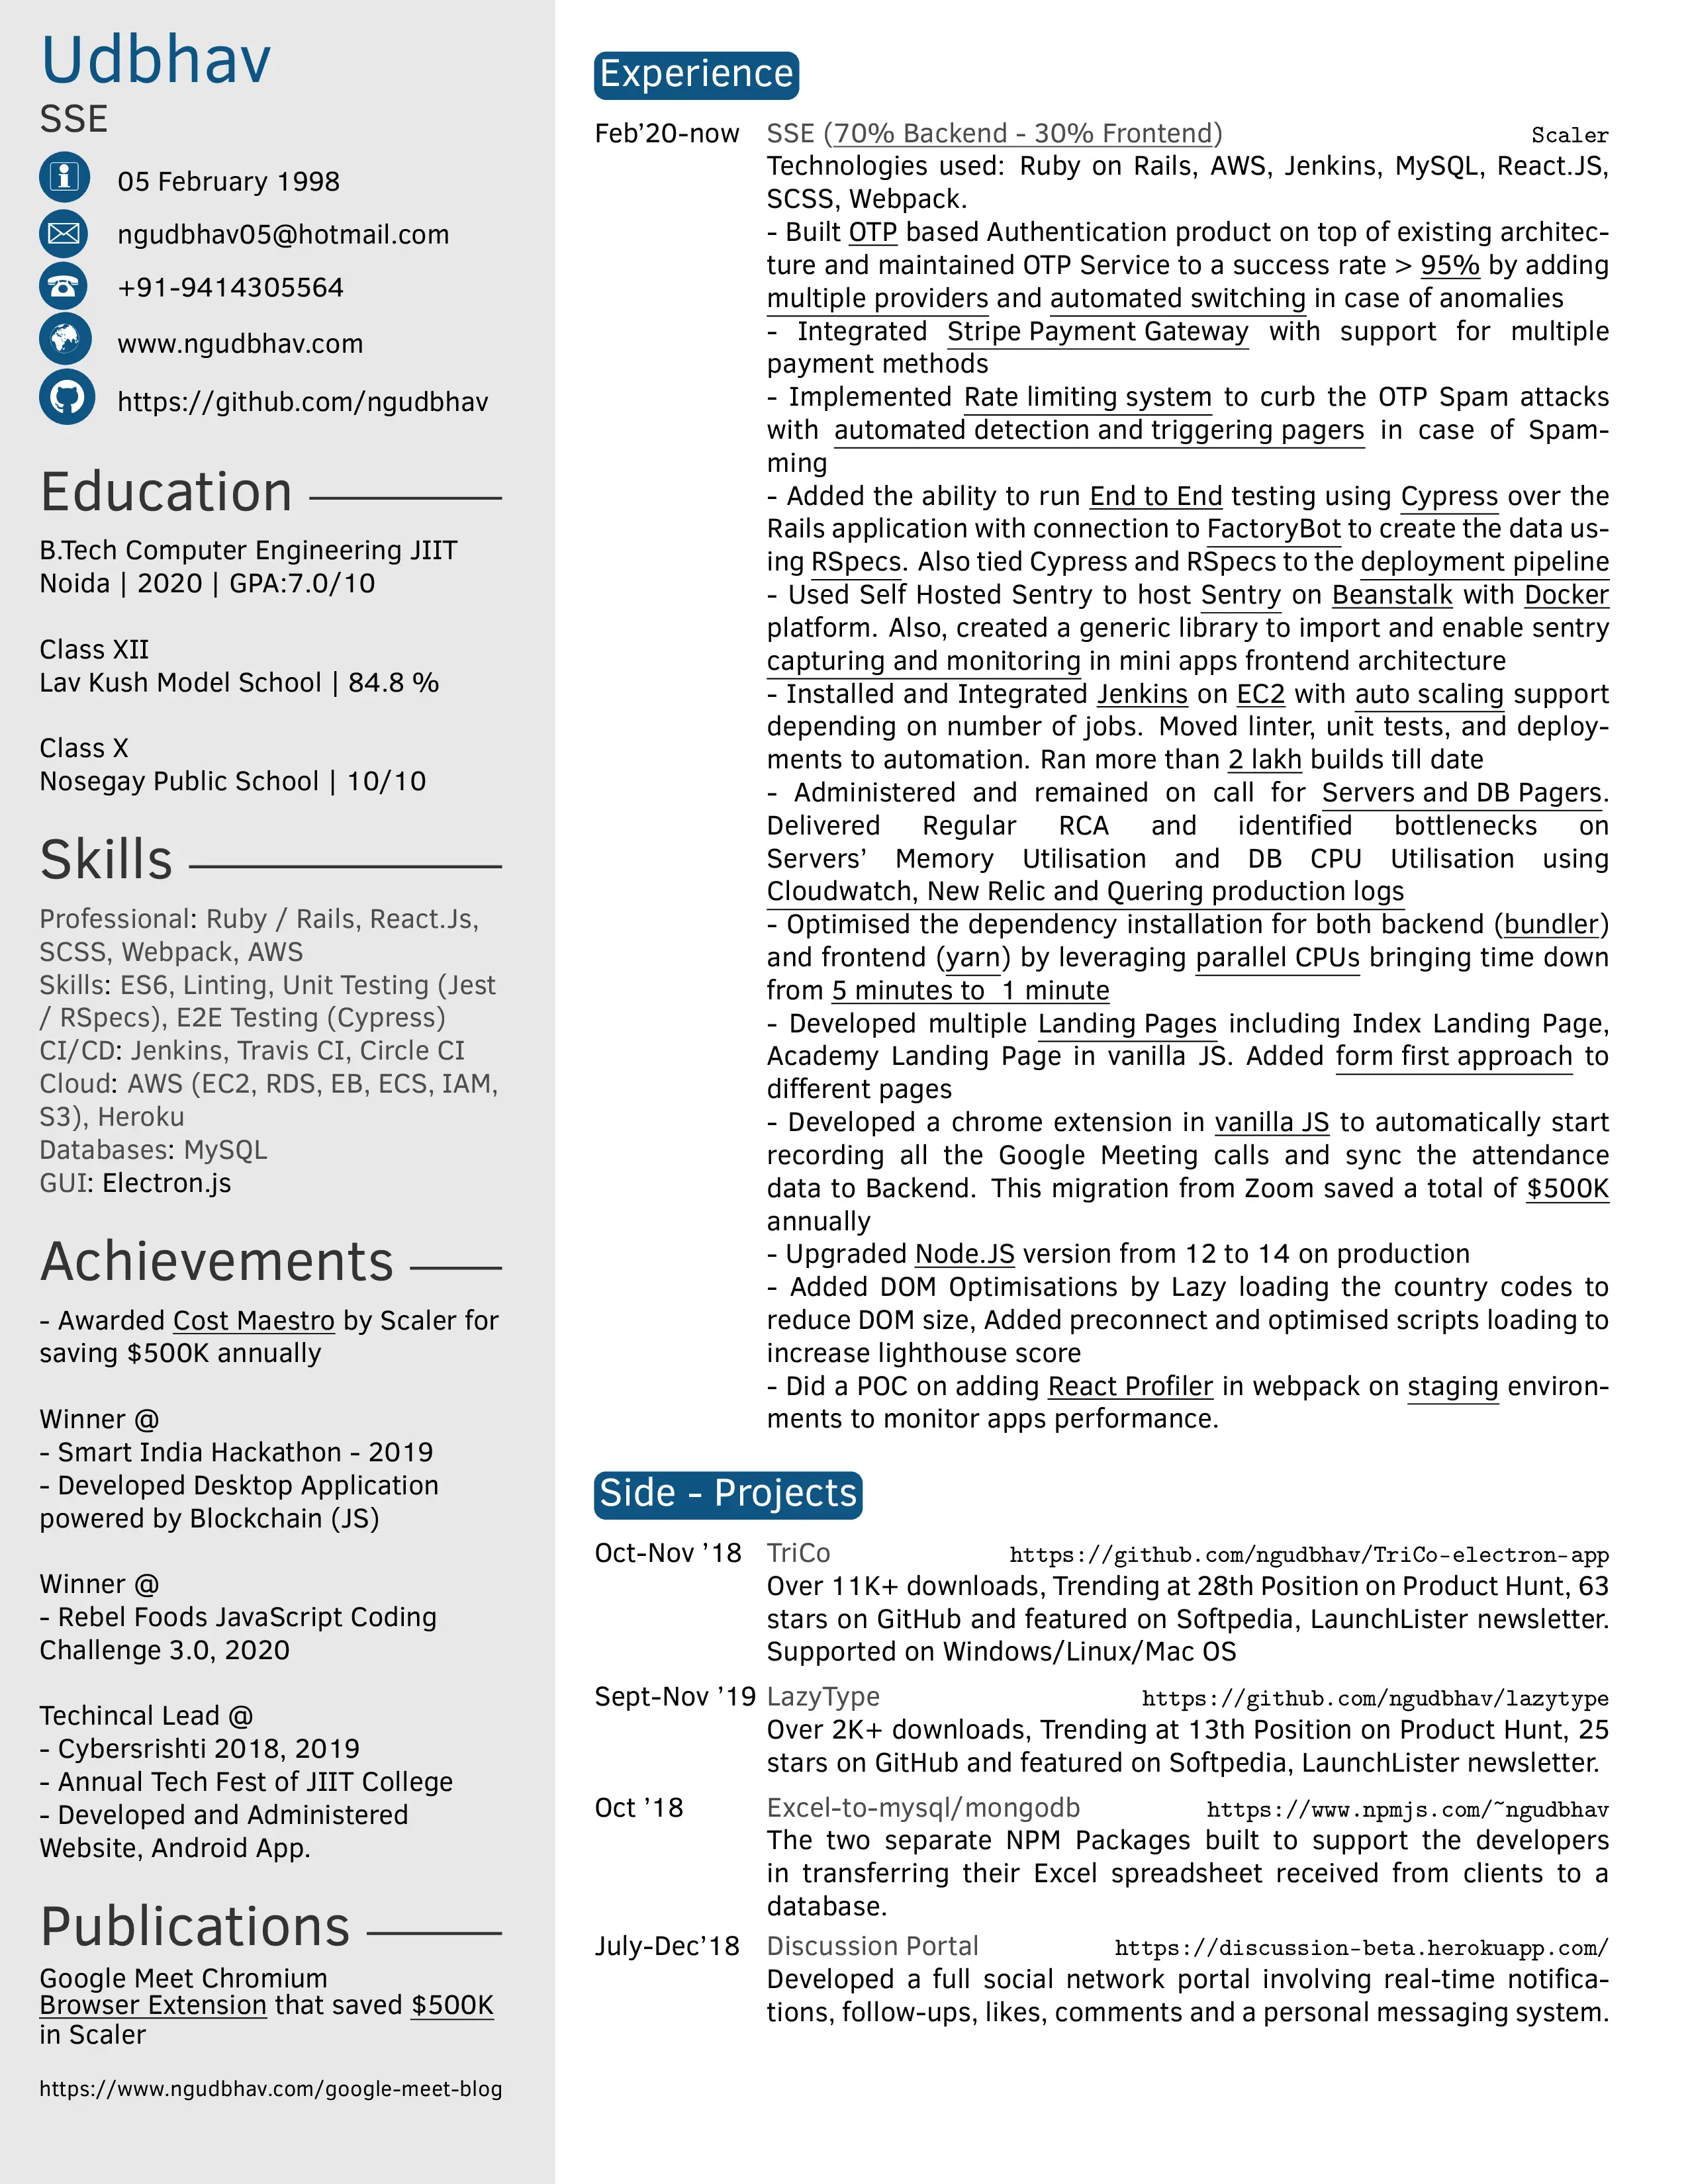 Udbhav
SSE
05 February 1998
ngudbhav05@hotmail.com
+91-9414305564
www.ngudbhav.com
https://github.com/ngudbhav
Education
B.Tech Computer Engineering JIIT
Noida | 2020 | GPA:7.0/10
Class XII
Lav Kush Model School | 84.8 %
Class X
Nosegay Public School | 10/10
Skills
Professional: Ruby / Rails, React.Js,
SCSS, Webpack, AWS
Skills: ES6, Linting, Unit Testing (Jest
/ RSpecs), E2E Testing (Cypress)
CI/CD: Jenkins, Travis CI, Circle CI
Cloud: AWS (EC2, RDS, EB, ECS, IAM,
S3), Heroku
Databases: MySQL
GUI: Electron.js
Achievements
- Awarded Cost Maestro by Scaler for
saving $500K annually
Winner @
- Smart India Hackathon - 2019
- Developed Desktop Application
powered by Blockchain (JS)
Winner @
- Rebel Foods JavaScript Coding
Challenge 3.0, 2020
Techincal Lead @
- Cybersrishti 2018, 2019
- Annual Tech Fest of JIIT College
- Developed and Administered
Website, Android App.
Publications
Google Meet Chromium
Browser Extension that saved $500K
in Scaler
https://www.ngudbhav.com/google-meet-blog
Experience
Feb’20-now SSE (70% Backend - 30% Frontend) Scaler
Technologies used: Ruby on Rails, AWS, Jenkins, MySQL, React.JS,
SCSS, Webpack.
- Built OTP based Authentication product on top of existing architec-
ture and maintained OTP Service to a success rate > 95% by adding
multiple providers and automated switching in case of anomalies
- Integrated Stripe Payment Gateway with support for multiple
payment methods
- Implemented Rate limiting system to curb the OTP Spam attacks
with automated detection and triggering pagers in case of Spam-
ming
- Added the ability to run End to End testing using Cypress over the
Rails application with connection to FactoryBot to create the data us-
ing RSpecs. Also tied Cypress and RSpecs to the deployment pipeline
- Used Self Hosted Sentry to host Sentry on Beanstalk with Docker
platform. Also, created a generic library to import and enable sentry
capturing and monitoring in mini apps frontend architecture
- Installed and Integrated Jenkins on EC2 with auto scaling support
depending on number of jobs. Moved linter, unit tests, and deploy-
ments to automation. Ran more than 2 lakh builds till date
- Administered and remained on call for Servers and DB Pagers.
Delivered Regular RCA and identified bottlenecks on
Servers’ Memory Utilisation and DB CPU Utilisation using
Cloudwatch, New Relic and Quering production logs
- Optimised the dependency installation for both backend (bundler)
and frontend (yarn) by leveraging parallel CPUs bringing time down
from 5 minutes to 1 minute
- Developed multiple Landing Pages including Index Landing Page,
Academy Landing Page in vanilla JS. Added form first approach to
different pages
- Developed a chrome extension in vanilla JS to automatically start
recording all the Google Meeting calls and sync the attendance
data to Backend. This migration from Zoom saved a total of $500K
annually
- Upgraded Node.JS version from 12 to 14 on production
- Added DOM Optimisations by Lazy loading the country codes to
reduce DOM size, Added preconnect and optimised scripts loading to
increase lighthouse score
- Did a POC on adding React Profiler in webpack on staging environ-
ments to monitor apps performance.
Side - Projects
Oct-Nov ’18 TriCo https://github.com/ngudbhav/TriCo-electron-app
Over 11K+ downloads, Trending at 28th Position on Product Hunt, 63
stars on GitHub and featured on Softpedia, LaunchLister newsletter.
Supported on Windows/Linux/Mac OS
Sept-Nov ’19 LazyType https://github.com/ngudbhav/lazytype
Over 2K+ downloads, Trending at 13th Position on Product Hunt, 25
stars on GitHub and featured on Softpedia, LaunchLister newsletter.
Oct ’18 Excel-to-mysql/mongodb https://www.npmjs.com/~ngudbhav
The two separate NPM Packages built to support the developers
in transferring their Excel spreadsheet received from clients to a
database.
July-Dec’18 Discussion Portal https://discussion-beta.herokuapp.com/
Developed a full social network portal involving real-time notifica-
tions, follow-ups, likes, comments and a personal messaging system.